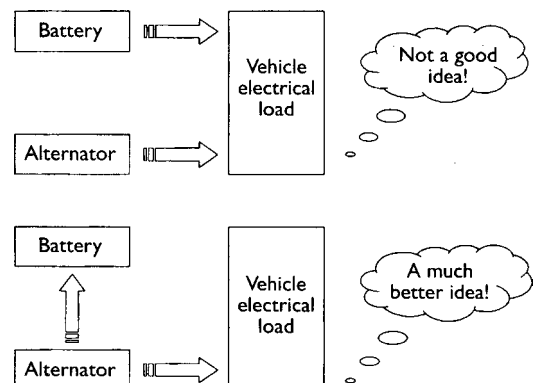 Battery
Vehicle
electrical
load
Not a good
idea!
Alternator
Battery
Vehicle
electrical
load
A much
better idea!
Alternator